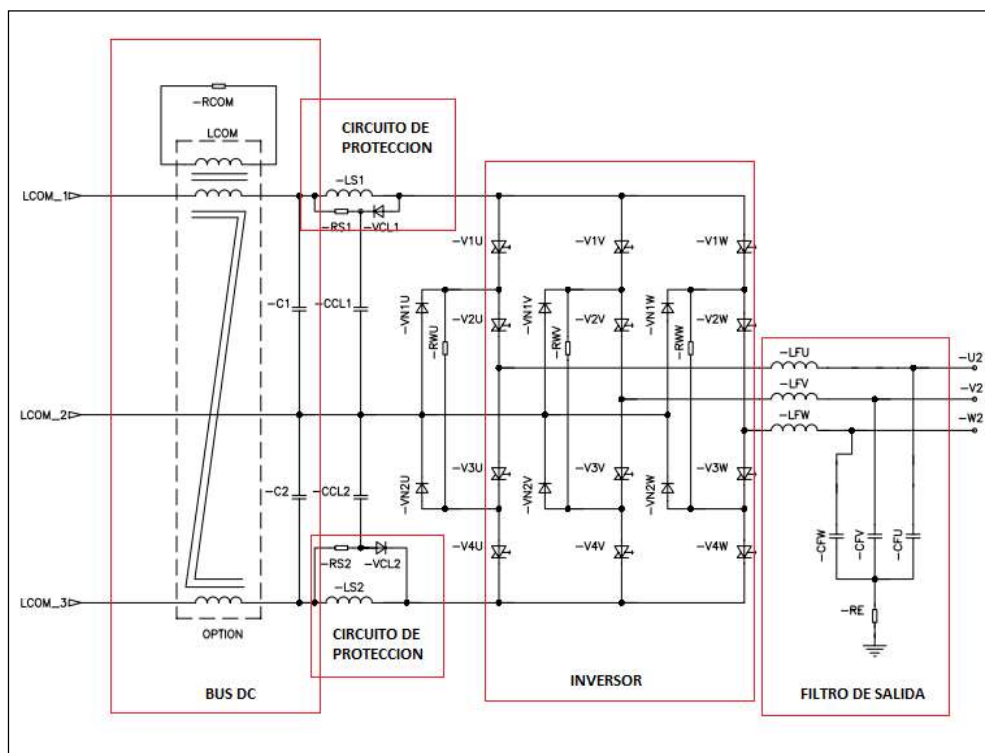 -RCOM
LCOM
LCOM_1
CIRCUITO DE
PROTECCION
-LS1
-RS1
-VCL1
-V1U
-V1V
-V1W
-C1
-CCL1
-VN1U
-V2U
-RWU
-VN1V
-V2V
-RWV
-VN1W
-V2W
-RWW
-LFU
-U2
-LFV
-V2
-LFW
-W2
LCOM_2
-C2
-CCL2
-VN2U
-V3U
-VN2V
-V3V
-VN2W
-V3W
-CFW
-CFV
-CFU
-RS2
-VCL2
-V4U
-V4V
-V4W
-LS2
LCOM_3
-RE
OPTION
CIRCUITO DE
PROTECCION
BUS DC
INVERSOR
FILTRO DE SALIDA